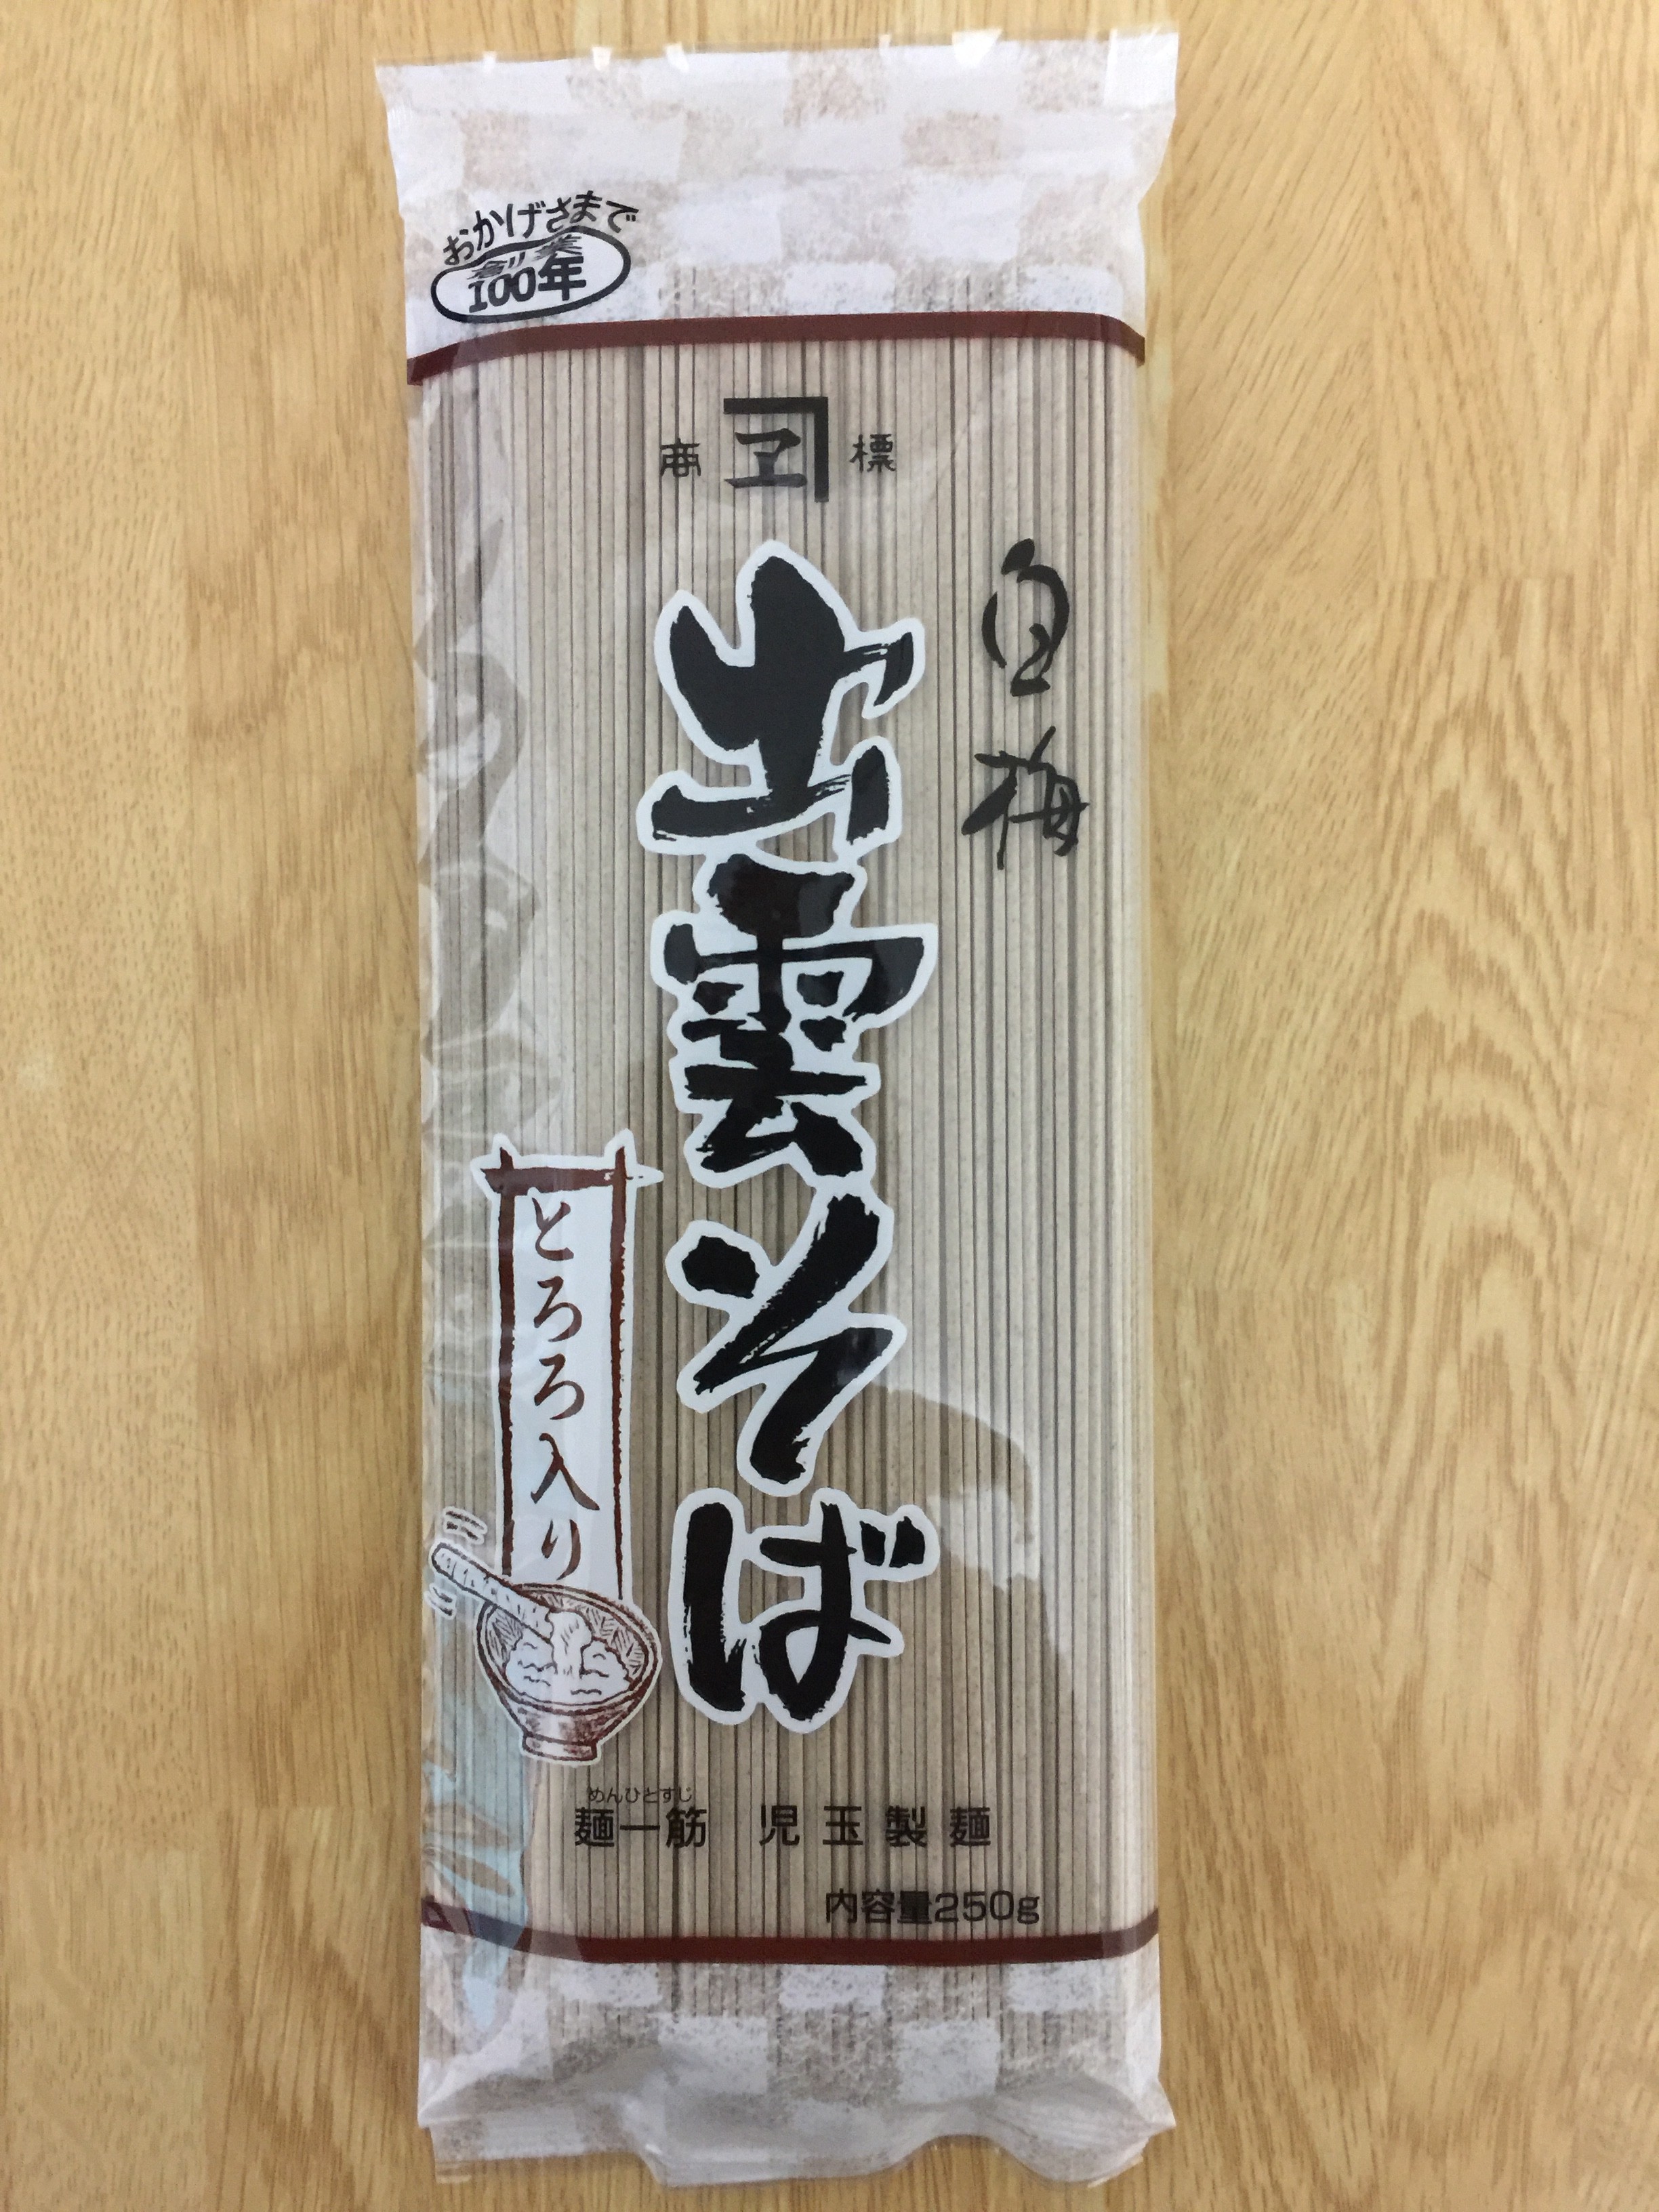 おかげさまで
創業
100年
商 ヱ 標
白梅
出雲そば
とろろ入り
めんひとすじ
麺一筋 児玉製麺
内容量250g